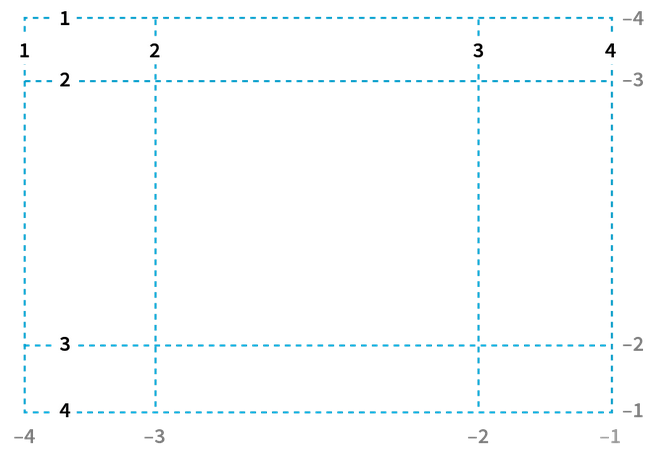 1 –4
1 2 3 4
2 –3
3 –2
4 –1
–4 –3 –2 –1